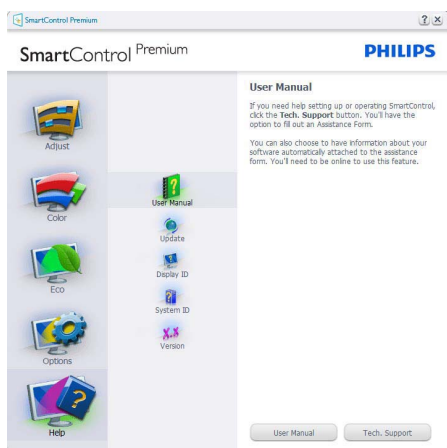 SmartControl Premium
? X
SmartControl Premium
PHILIPS
Adjust
Color
Eco
Options
Help
User Manual
Update
Display ID
System ID
X.X
Version
User Manual
If you need help setting up or operating SmartControl,
click the Tech. Support button. You'll have the
option to fill out an Assistance Form.
You can also choose to have information about your
software automatically attached to the assistance
form. You'll need to be online to use this feature.
User Manual
Tech. Support